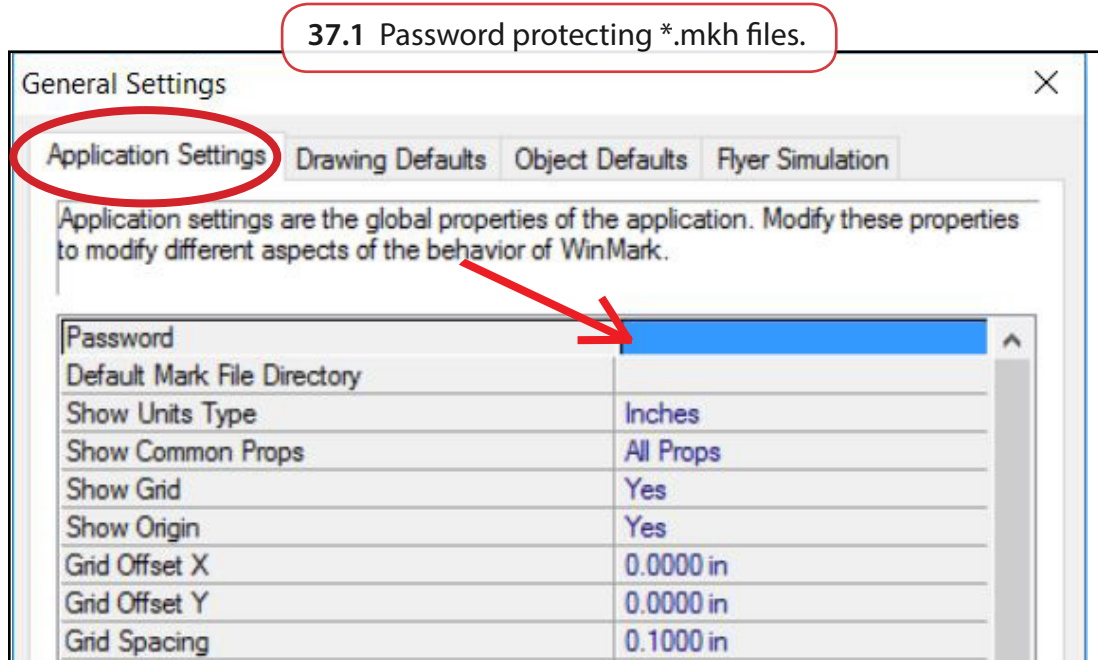 37.1 Password protecting *.mkh files.
General Settings
Application Settings Drawing Defaults Object Defaults Flyer Simulation
Application settings are the global properties of the application. Modify these properties
to modify different aspects of the behavior of WinMark.
Password
Default Mark File Directory
Show Units Type Inches
Show Common Props All Props
Show Grid Yes
Show Origin Yes
Grid Offset X 0.0000 in
Grid Offset Y 0.0000 in
Grid Spacing 0.1000 in